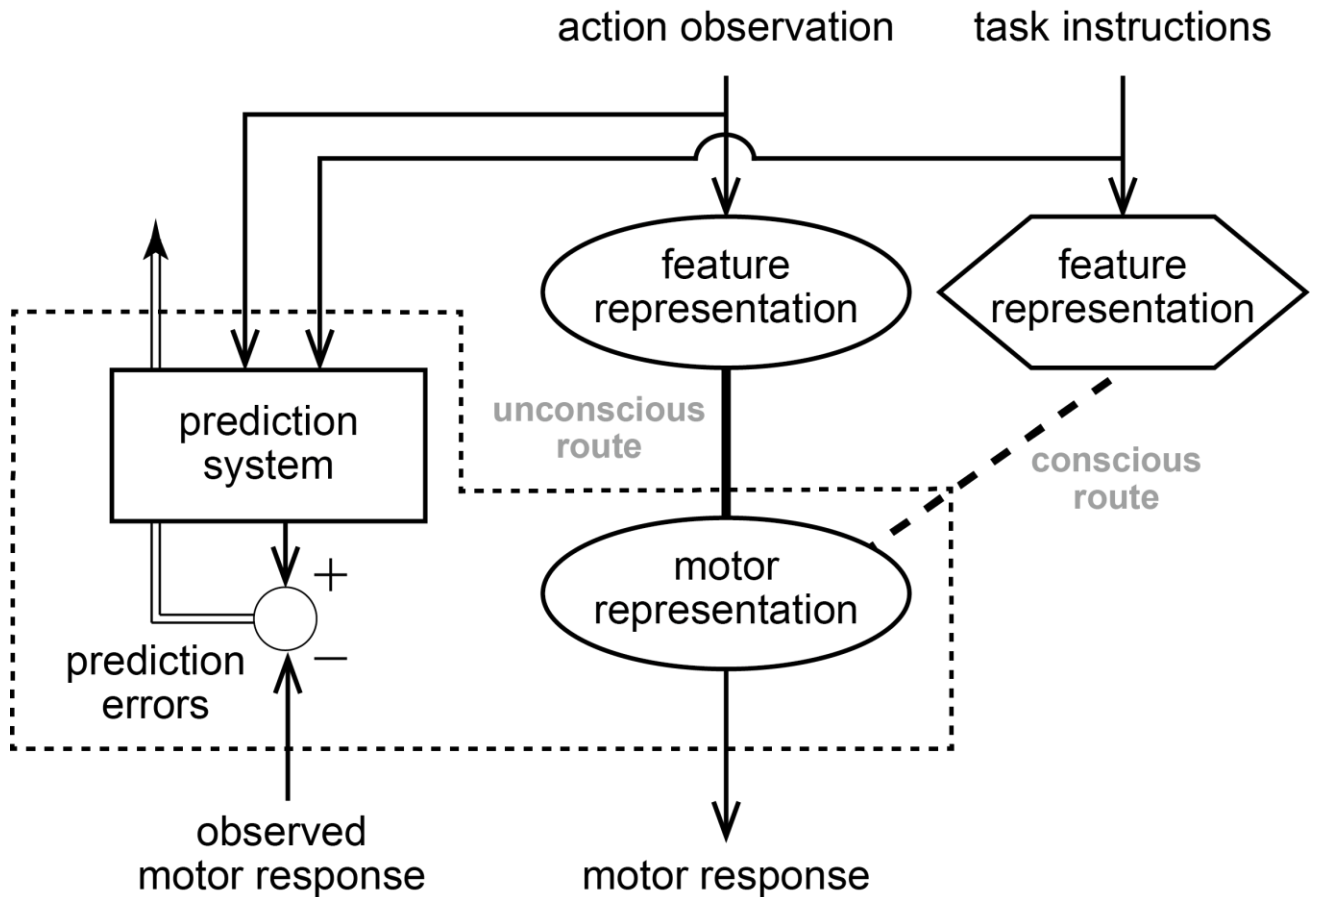 action observation
task instructions
feature
representation
feature
representation
prediction
system
unconscious
route
conscious
route
+
motor
representation
−
prediction
errors
observed
motor response
motor response